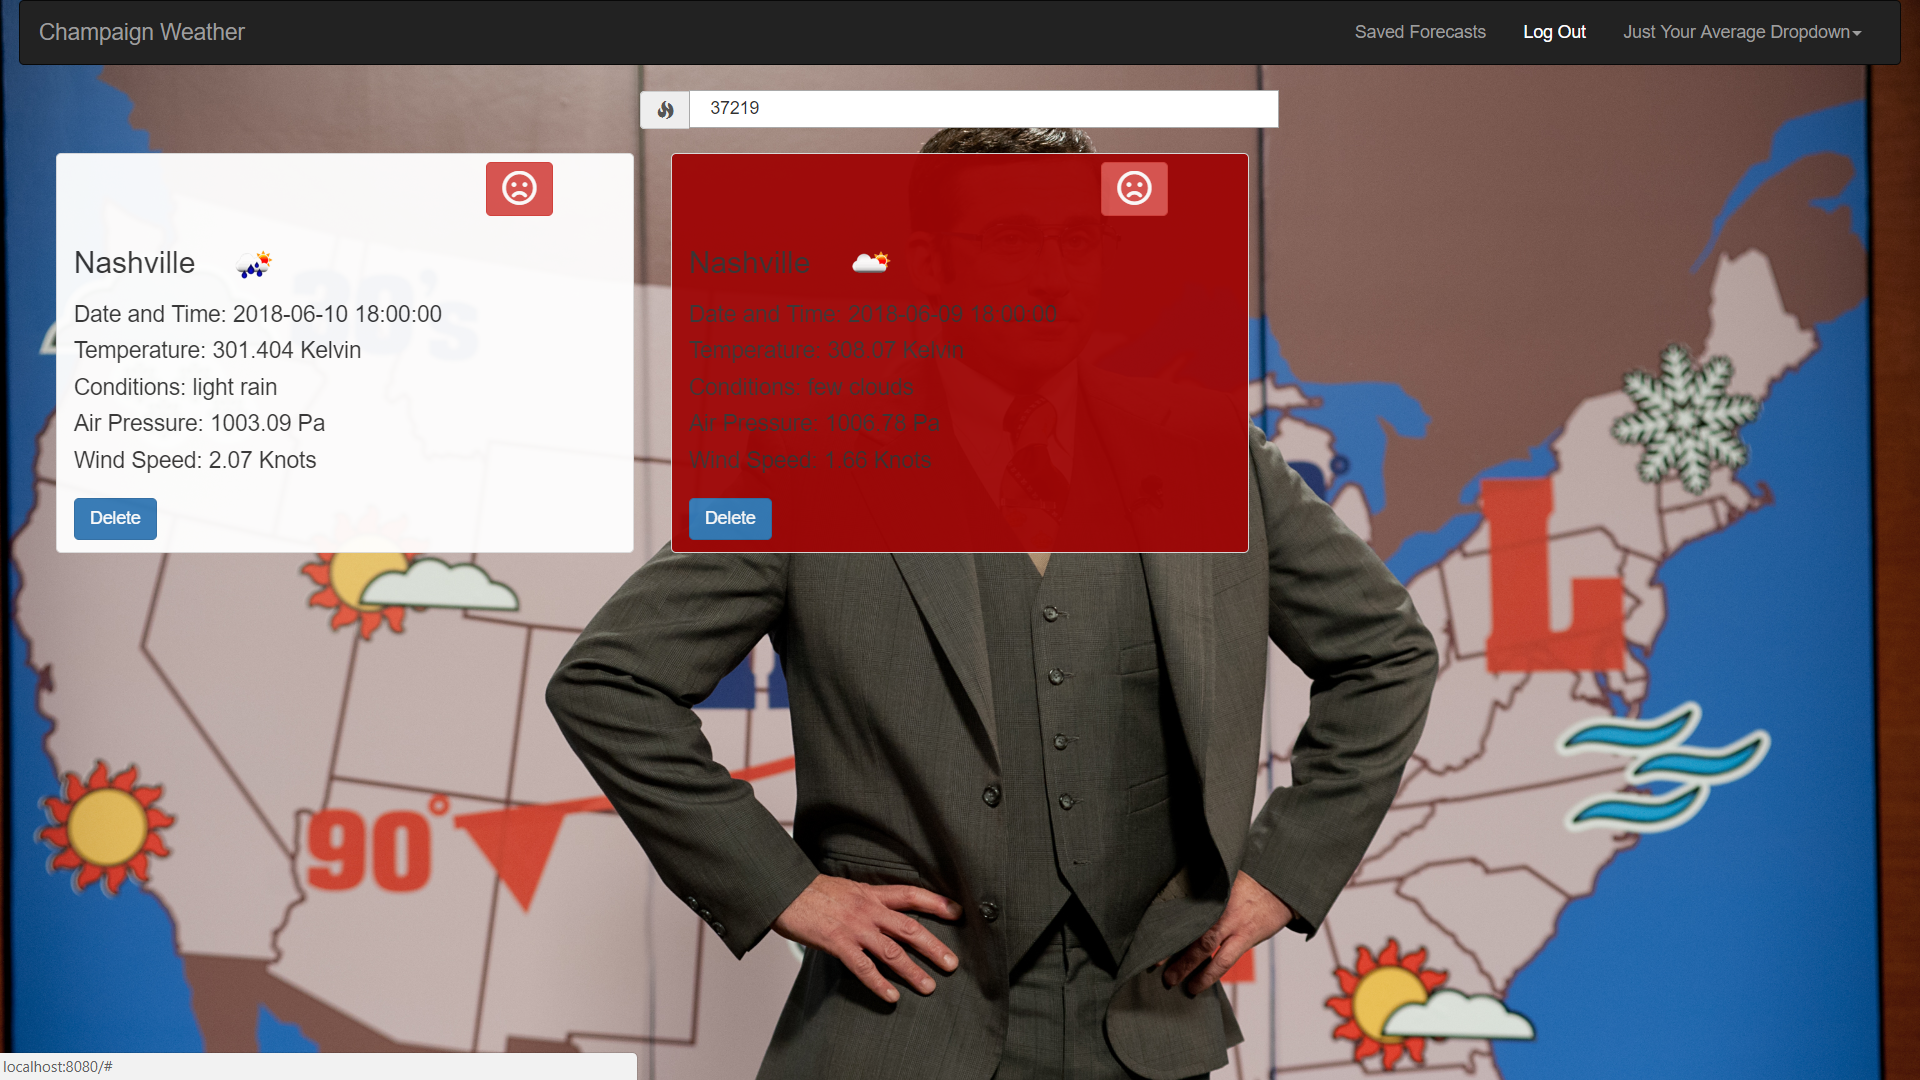 Champaign Weather
Saved Forecasts
Log Out
Just Your Average Dropdown
37219
Nashville
Date and Time: 2018-06-10 18:00:00
Temperature: 301.404 Kelvin
Conditions: light rain
Air Pressure: 1003.09 Pa
Wind Speed: 2.07 Knots
Delete
Nashville
Date and Time: 2018-06-09 18:00:00
Temperature: 308.07 Kelvin
Conditions: few clouds
Air Pressure: 1006.78 Pa
Wind Speed: 1.66 Knots
Delete
30's
L
90°
localhost:8080/#